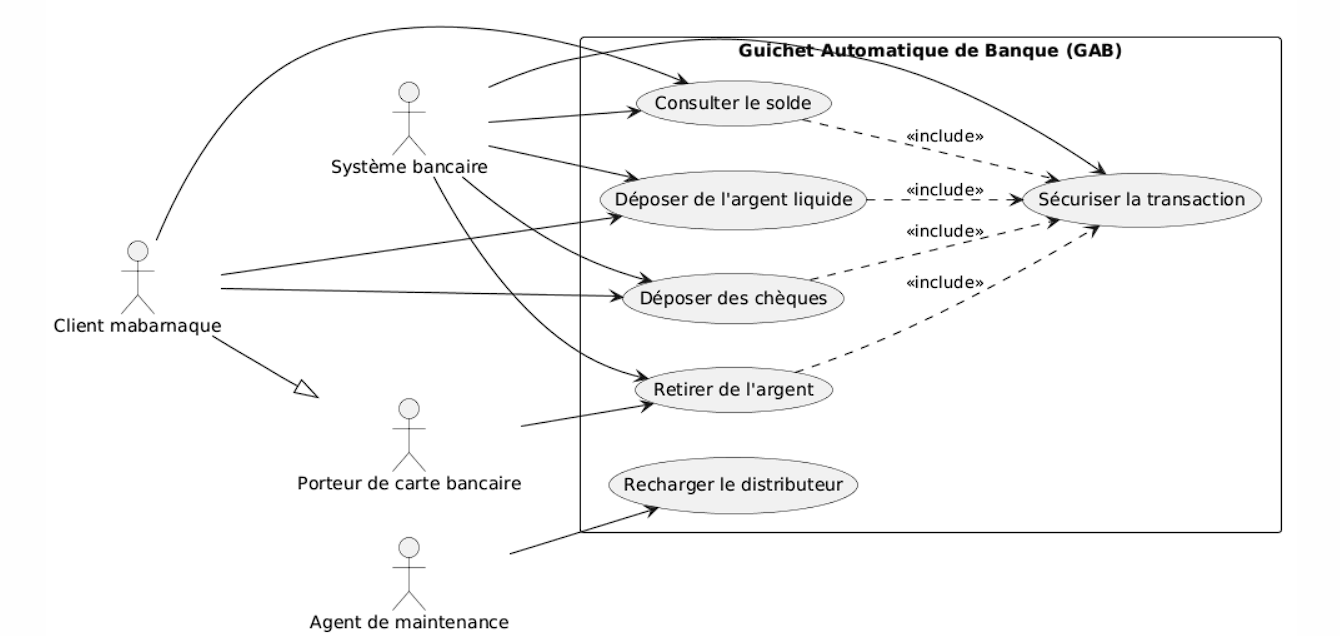 Guichet Automatique de Banque (GAB)
Consulter le solde
«include»
Système bancaire
Déposer de l'argent liquide
«include»
Sécuriser la transaction
«include»
Déposer des chèques
«include»
Client mabarnaque
Retirer de l'argent
Porteur de carte bancaire
Recharger le distributeur
Agent de maintenance